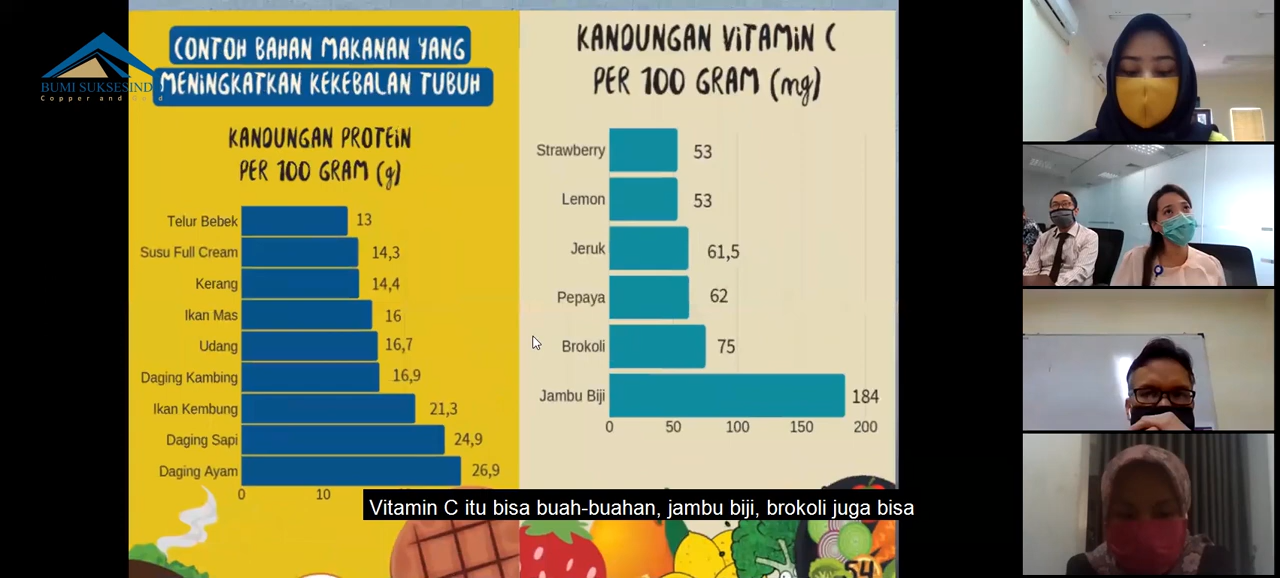 CONTOH BAHAN MAKANAN YANG
MENINGKATKAN KEKEBALAN TUBUH
BUMI SUKSESIND
Copper and Gold
KANDUNGAN PROTEIN
PER 100 GRAM (g)
Telur Bebek 13
Susu Full Cream 14,3
Kerang 14,4
Ikan Mas 16
Udang 16,7
Daging Kambing 16,9
Ikan Kembung 21,3
Daging Sapi 24,9
Daging Ayam 26,9
0 10
KANDUNGAN VITAMIN C
PER 100 GRAM (mg)
Strawberry 53
Lemon 53
Jeruk 61,5
Pepaya 62
Brokoli 75
Jambu Biji 184
0 50 100 150 200
Vitamin C itu bisa buah-buahan, jambu biji, brokoli juga bisa
54